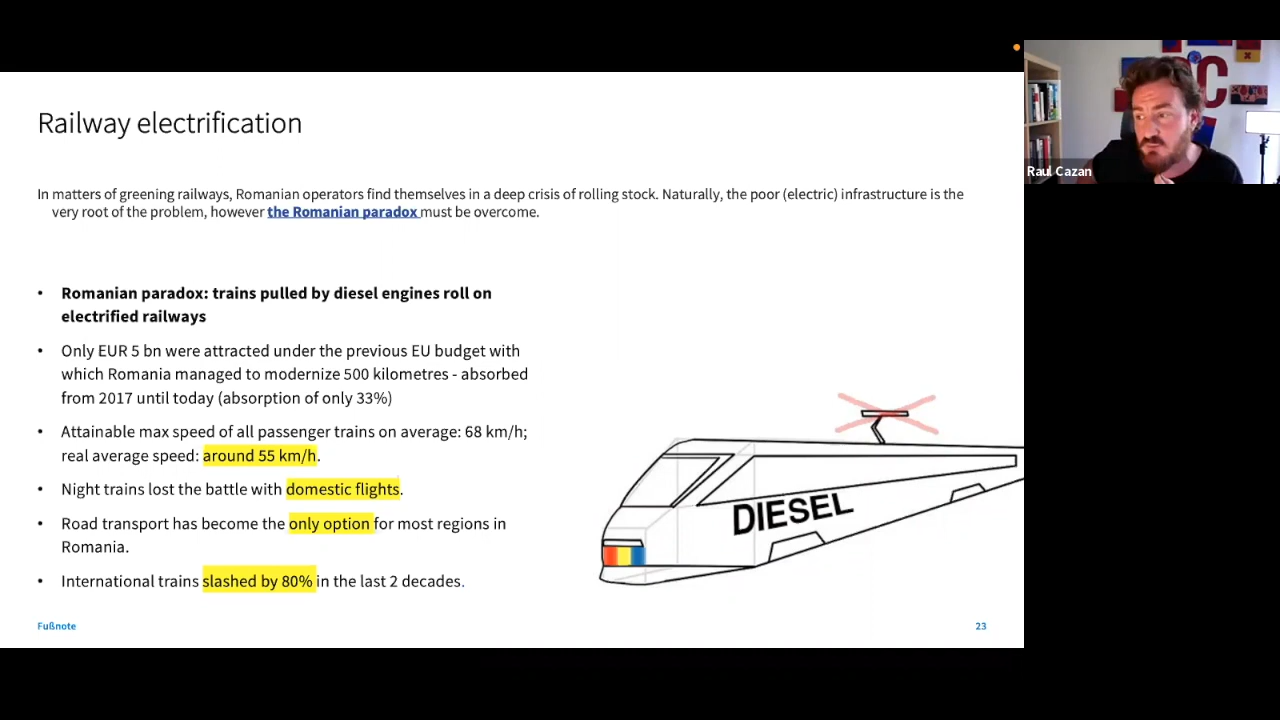 Railway electrification
In matters of greening railways, Romanian operators find themselves in a deep crisis of rolling stock. Naturally, the poor (electric) infrastructure is the
very root of the problem, however the Romanian paradox must be overcome.
• Romanian paradox: trains pulled by diesel engines roll on
electrified railways
• Only EUR 5 bn were attracted under the previous EU budget with
which Romania managed to modernize 500 kilometres - absorbed
from 2017 until today (absorption of only 33%)
• Attainable max speed of all passenger trains on average: 68 km/h;
real average speed: around 55 km/h.
• Night trains lost the battle with domestic flights.
• Road transport has become the only option for most regions in
Romania.
• International trains slashed by 80% in the last 2 decades.
DIESEL
Fußnote
23
Raul Cazan